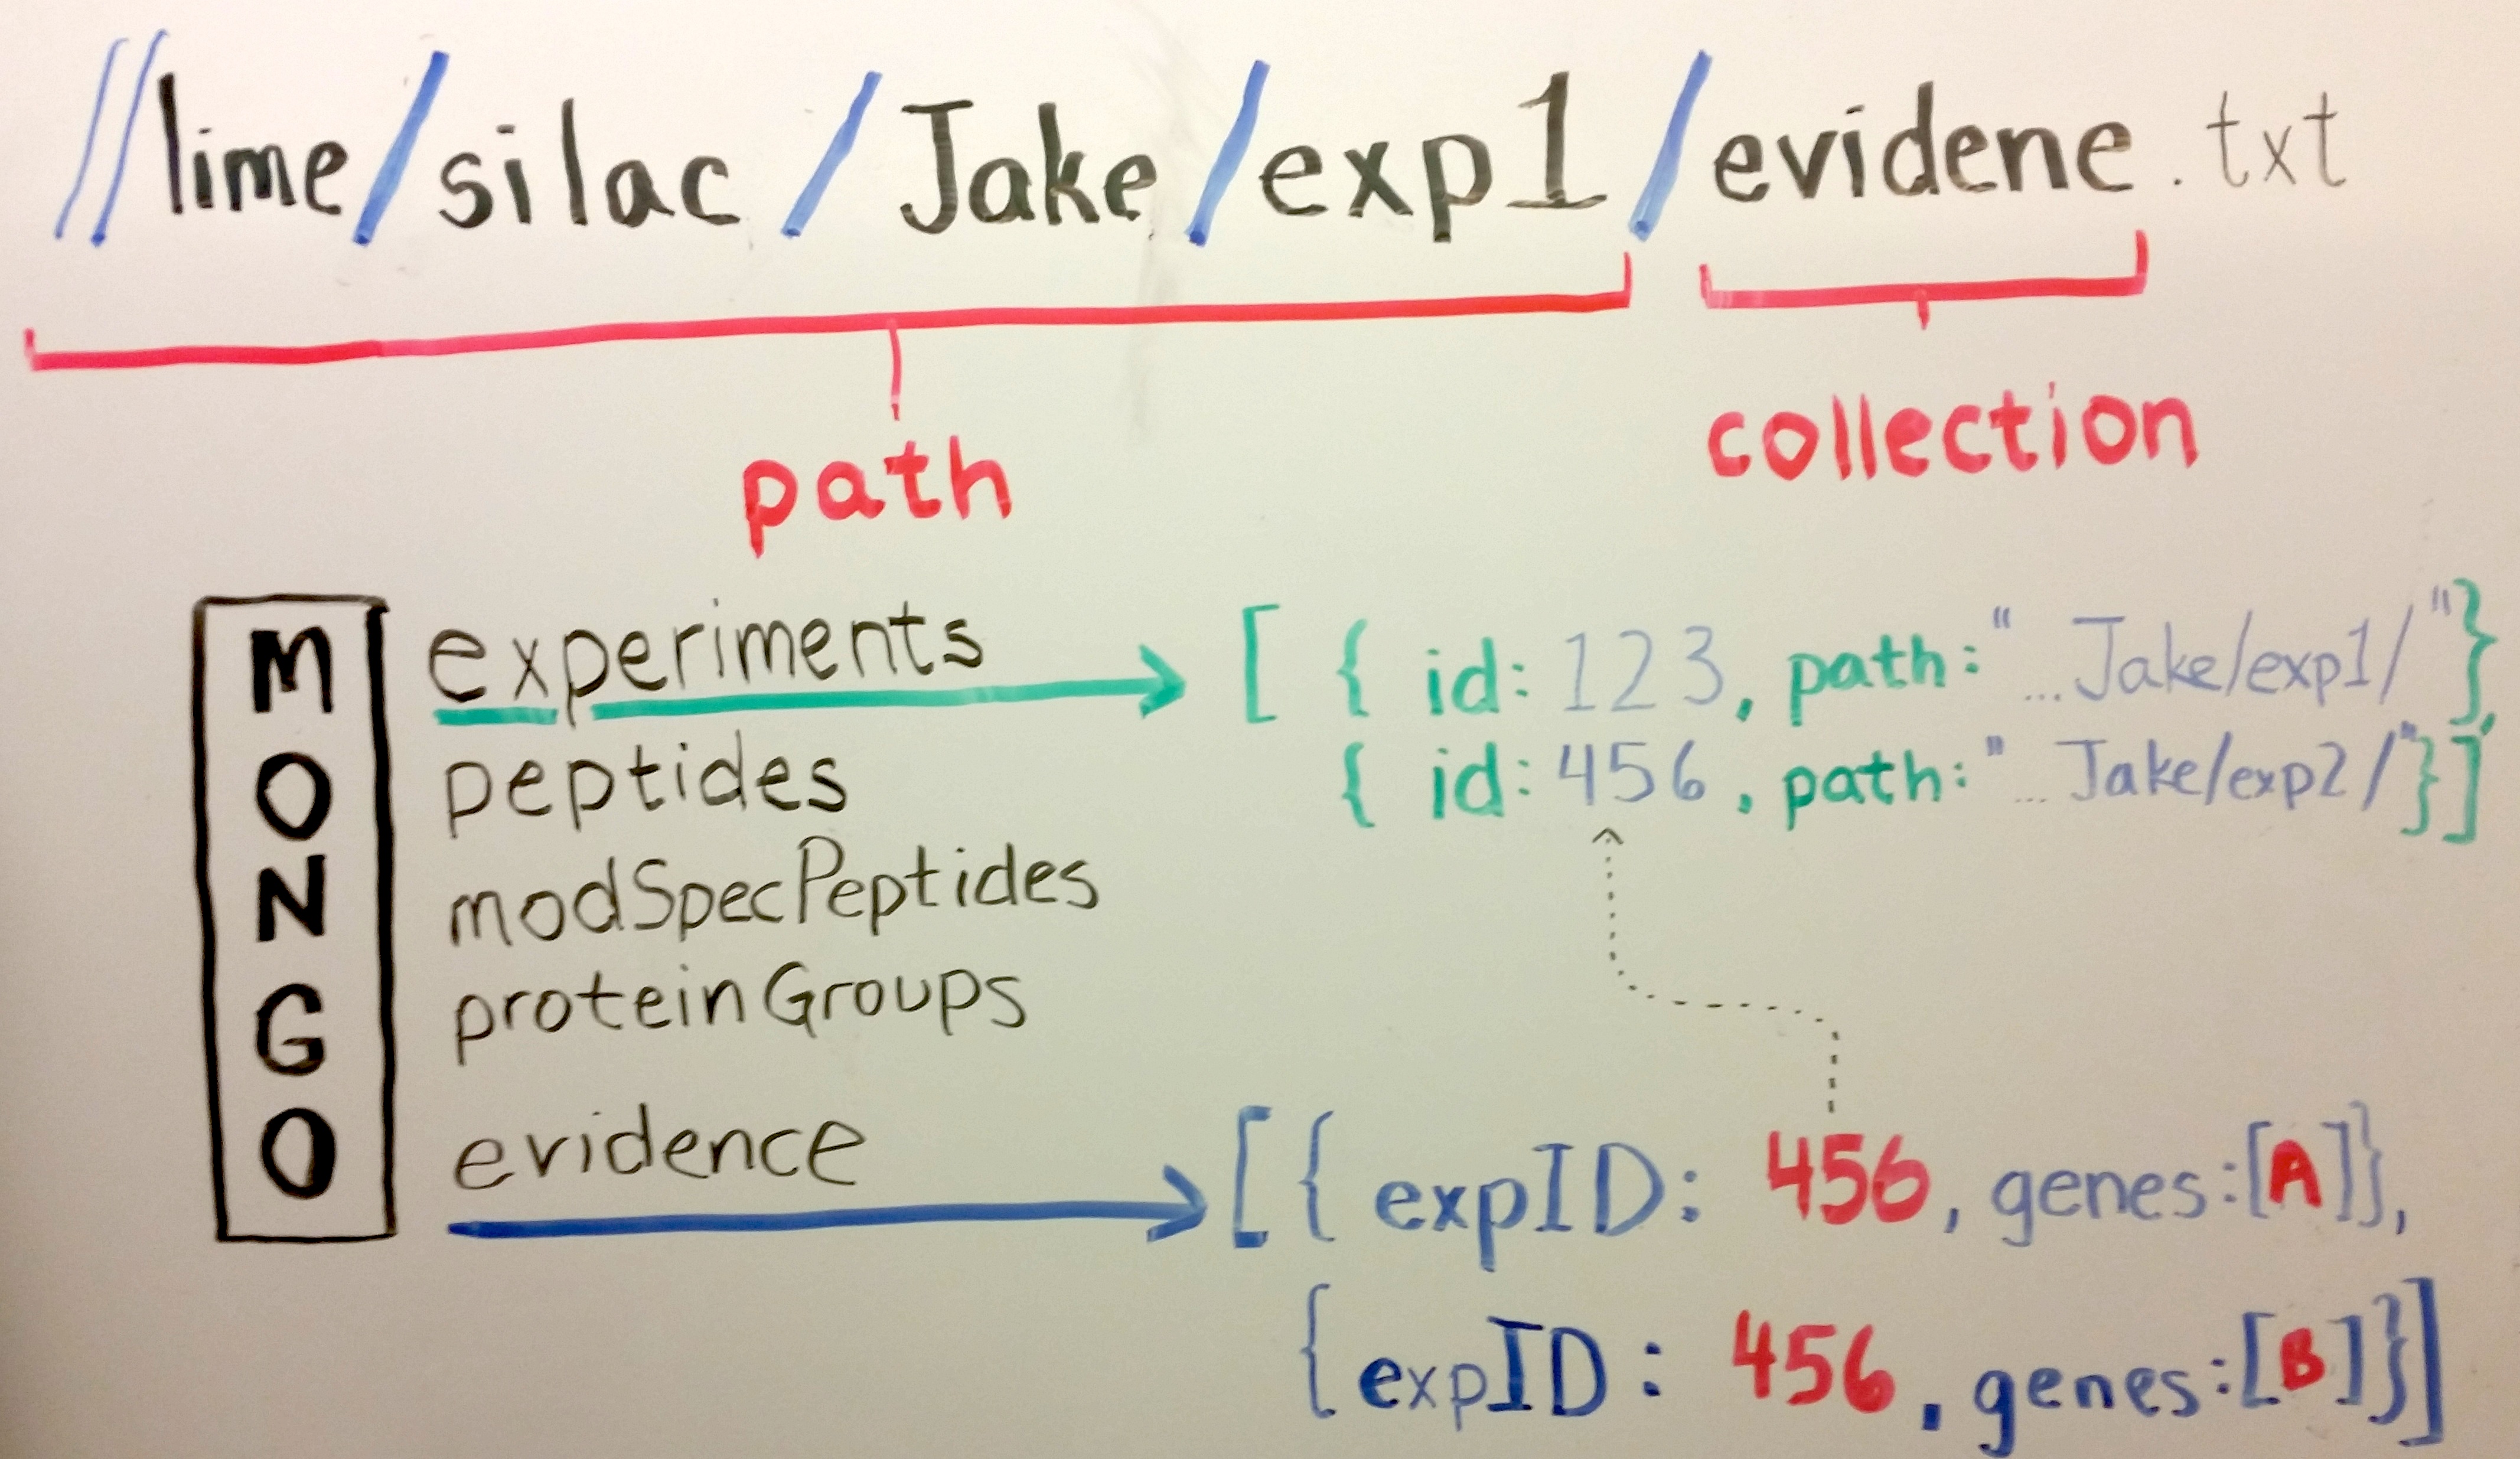 //lime/silac/Jake/exp1/evidene.txt
path
collection
MONGO
experiments
[ { id: 123, path: "...Jake/exp1/"},
{ id: 456, path: "...Jake/exp2/"}]
peptides
modSpecPeptides
proteinGroups
evidence
[{ expID: 456, genes:[A]},
{expID: 456, genes:[B]}]